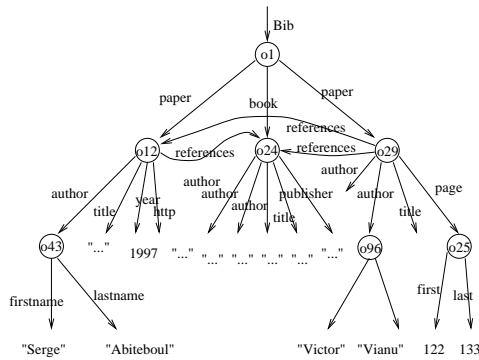 Bib
o1
paper
book
paper
references
o12
references
o24
references
o29
author
title
year
http
author
author
author
title
publisher
author
author
title
page
o43
"..."
1997
"..."
"..."
"..."
"..."
"..."
"..."
o96
o25
firstname
lastname
first
last
"Serge"
"Abiteboul"
"Victor"
"Vianu"
122
133